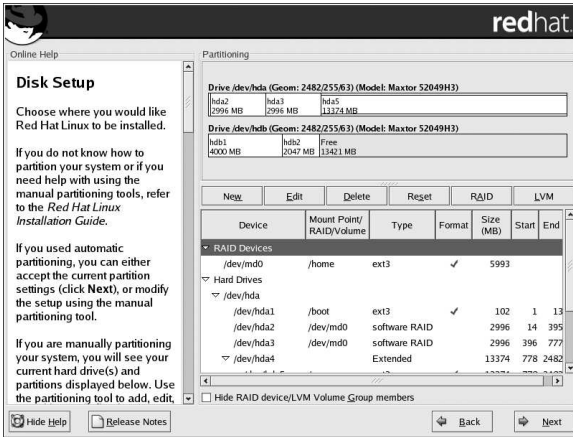 redhat.
Online Help
Disk Setup
Choose where you would like
Red Hat Linux to be installed.
If you do not know how to
partition your system or if you
need help with using the
manual partitioning tools, refer
to the Red Hat Linux
Installation Guide.
If you used automatic
partitioning, you can either
accept the current partition
settings (click Next), or modify
the setup using the manual
partitioning tool.
If you are manually partitioning
your system, you will see your
current hard drive(s) and
partitions displayed below. Use
the partitioning tool to add, edit,
Partitioning
Drive /dev/hda (Geom: 2482/255/63) (Model: Maxtor 52049H3)
hda2 hda3 hda5
2996 MB 2996 MB 13374 MB
Drive /dev/hdb (Geom: 2482/255/63) (Model: Maxtor 52049H3)
hdb1 hdb2 Free
4000 MB 2047 MB 13421 MB
New Edit Delete Reset RAID LVM
Device Mount Point/ RAID/Volume Type Format Size (MB) Start End
RAID Devices
/dev/md0 /home ext3 ✓ 5993
Hard Drives
/dev/hda
/dev/hda1 /boot ext3 ✓ 102 1 13
/dev/hda2 /dev/md0 software RAID 2996 14 395
/dev/hda3 /dev/md0 software RAID 2996 396 777
/dev/hda4 Extended 13374 778 2482
Hide RAID device/LVM Volume Group members
Hide Help Release Notes Back Next